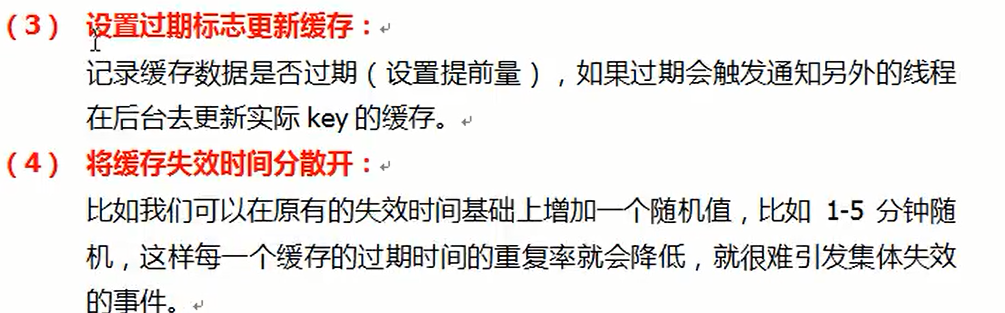 （3） 设置过期标志更新缓存：
记录缓存数据是否过期（设置提前量），如果过期会触发通知另外的线程
在后台去更新实际 key 的缓存。
（4） 将缓存失效时间分散开：
比如我们可以在原有的失效时间基础上增加一个随机值，比如 1-5 分钟随
机，这样每一个缓存的过期时间的重复率就会降低，就很难引发集体失效
的事件。